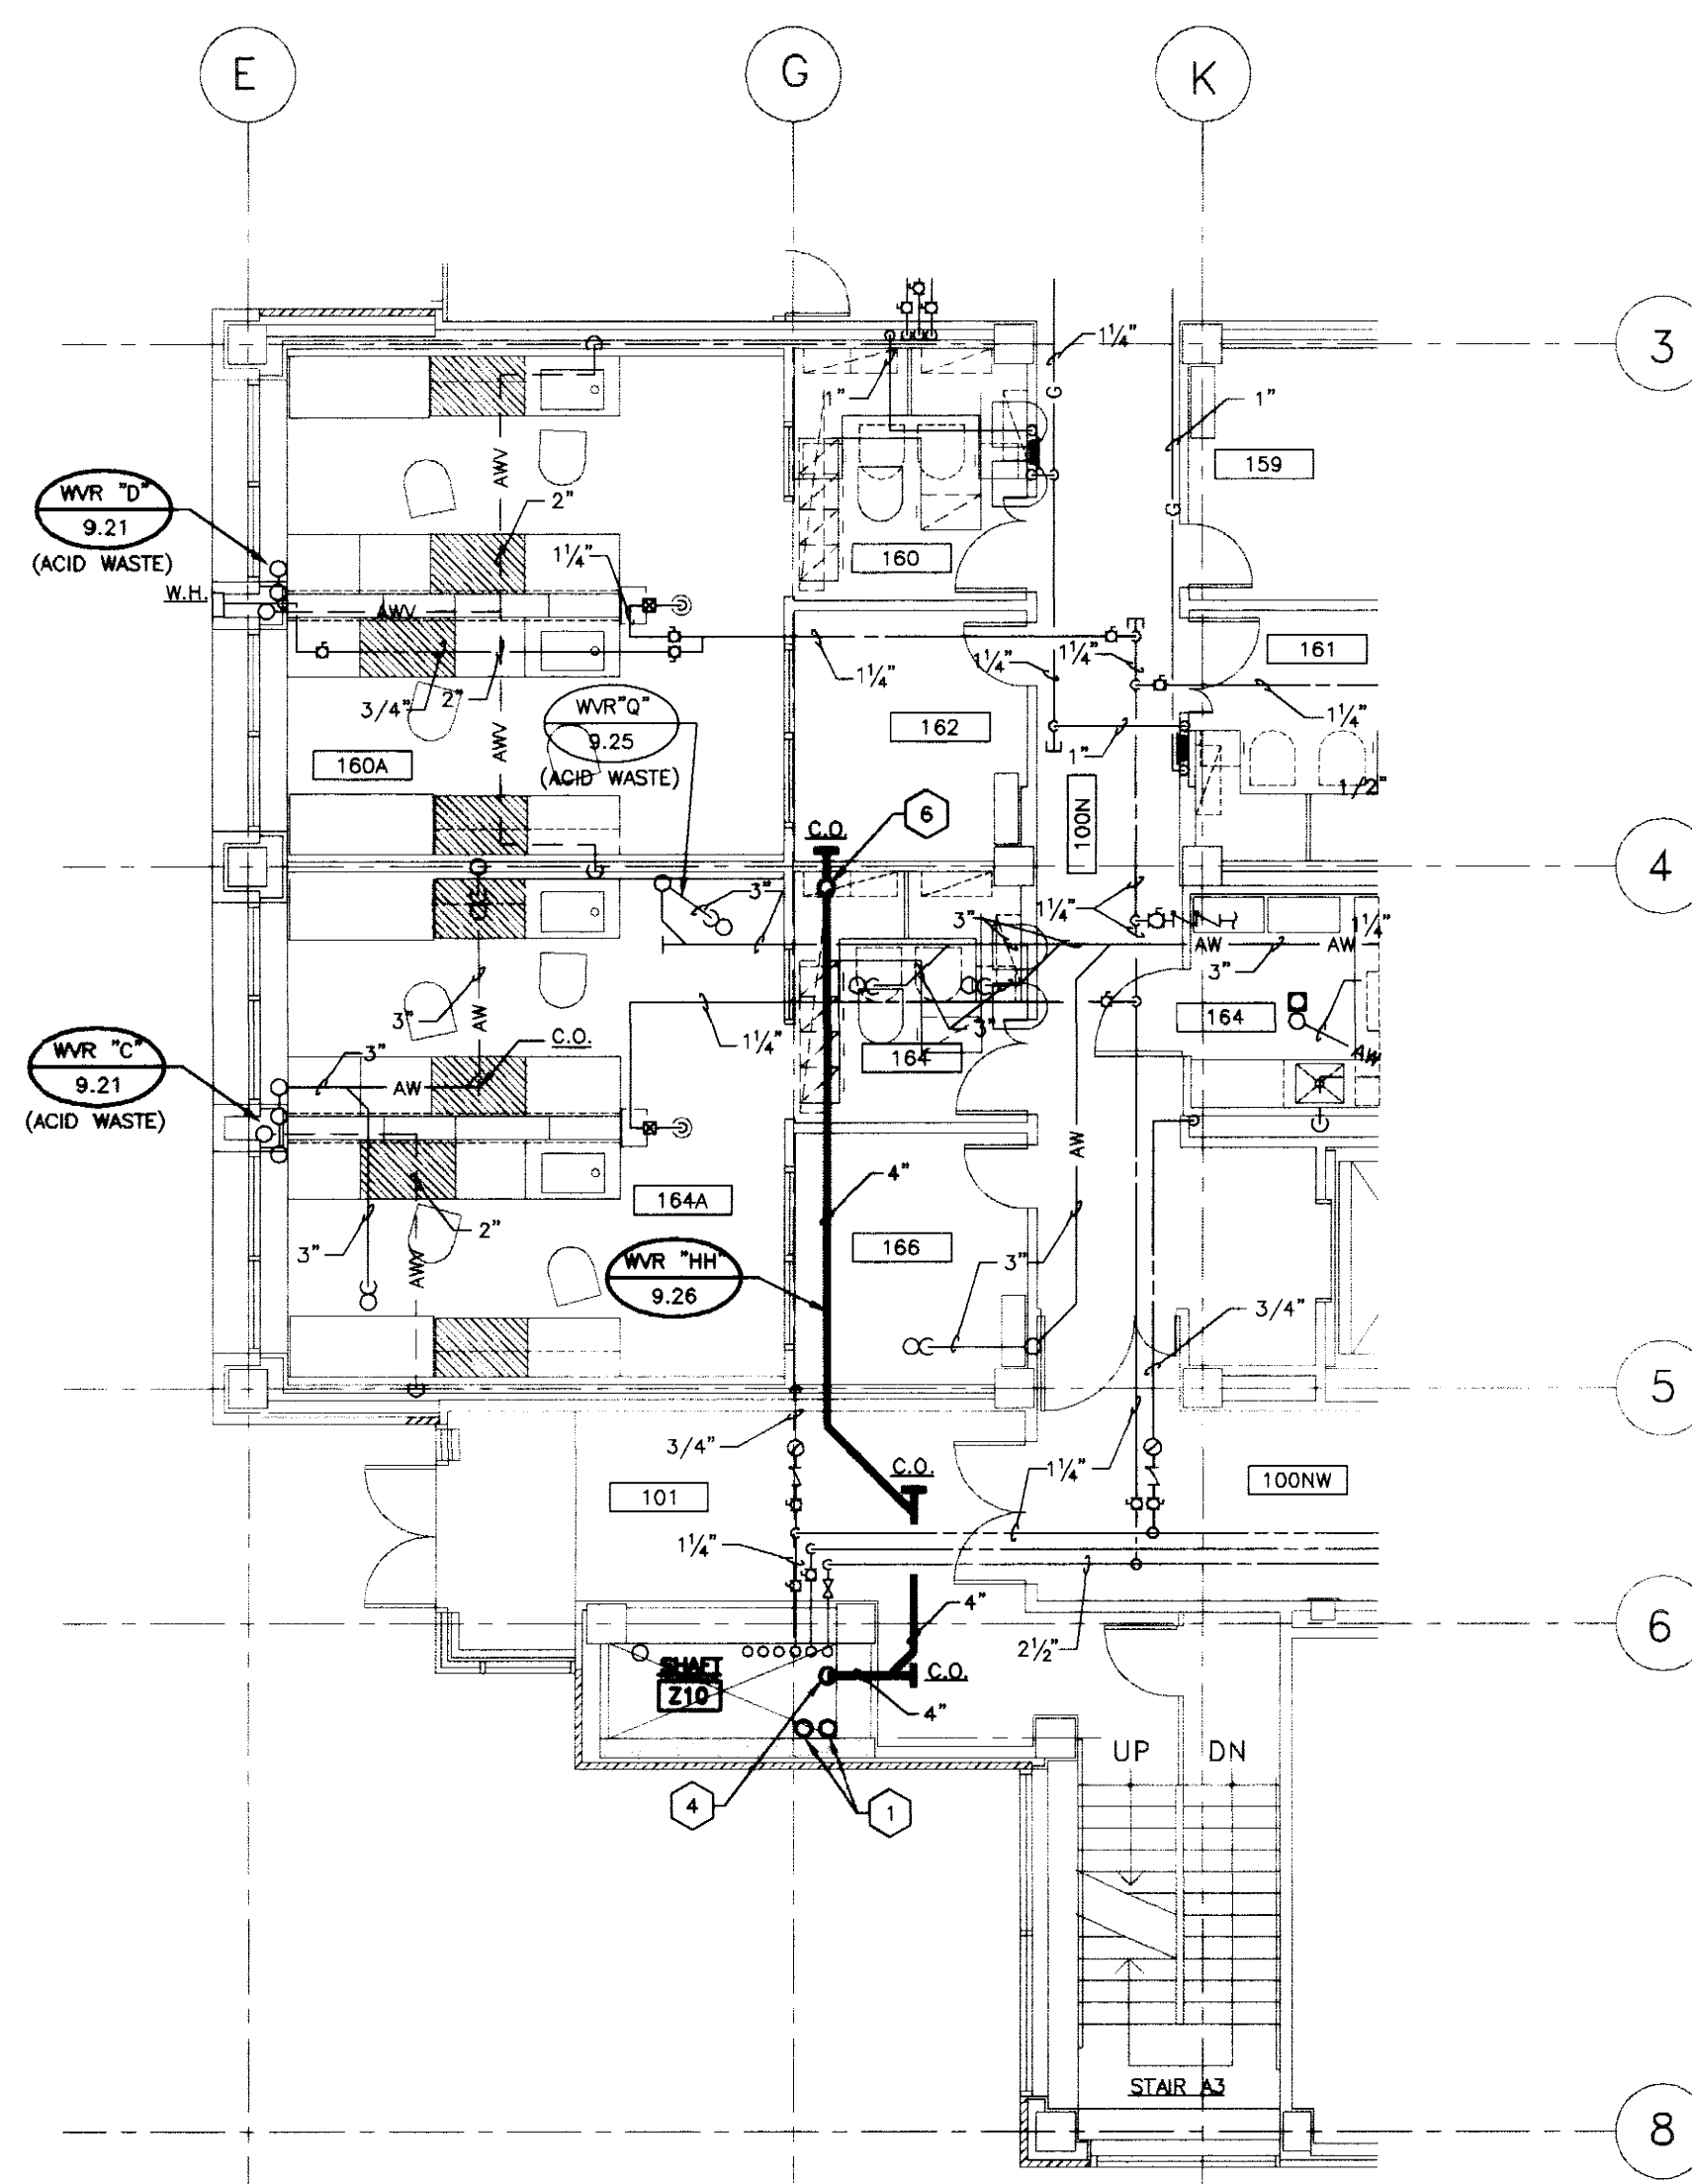 E
G
K
3
1¼"
G
1"
1"
159
G
WVR "D"
9.21
(ACID WASTE)
AWV
2"
160
1¼"
W.H.
AWV
161
1¼"
1¼"
1¼"
3/4"
2"
WVR"Q"
9.25
(ACID WASTE)
AWV
162
1¼"
1"
160A
1/2"
100N
C.O.
6
4
3"
3"
1¼"
1¼"
AW
AW
3"
3"
AW
1¼"
3"
164
C.O.
164
AW
WVR "C"
9.21
(ACID WASTE)
3"
AW
AW
4"
164A
2"
3"
166
AWV
WVR "HH"
9.26
3"
3/4"
5
3/4"
C.O.
1¼"
100NW
101
1¼"
4"
2½"
6
SHAFT
Z10
C.O.
4"
UP
DN
4
1
STAIR A3
8